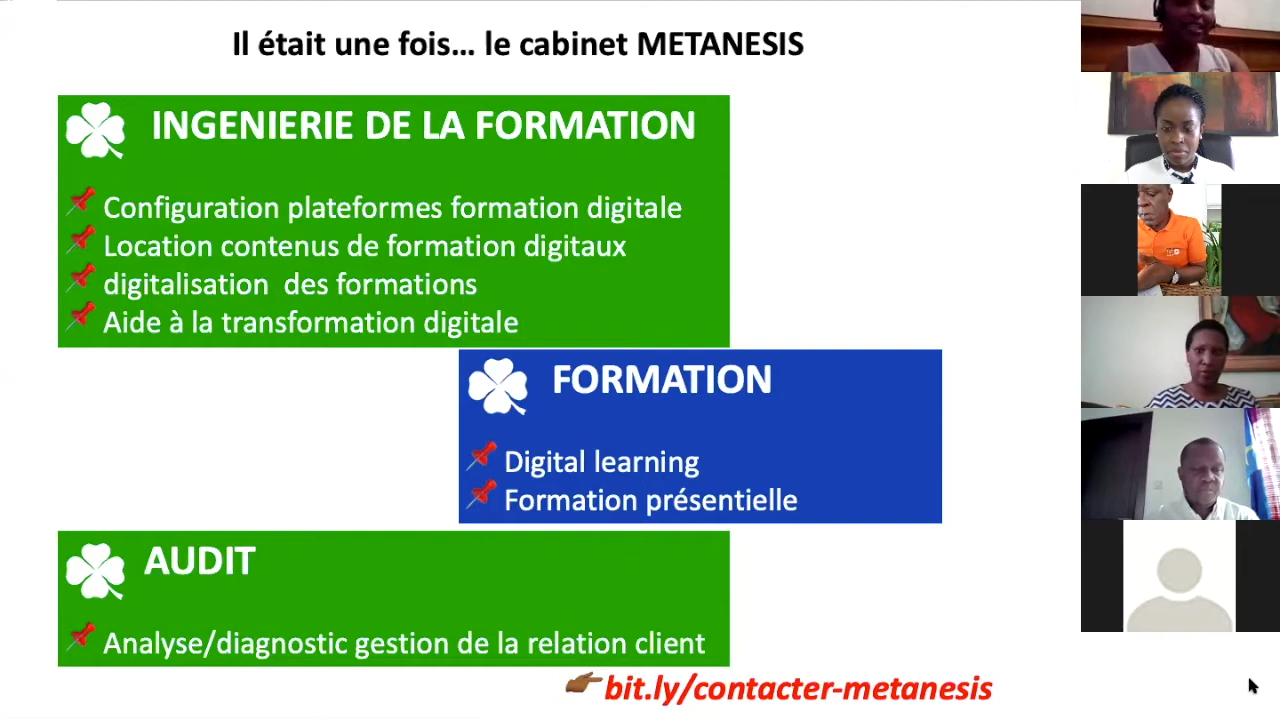 Il était une fois... le cabinet METANESIS
INGENIERIE DE LA FORMATION
Configuration plateformes formation digitale
Location contenus de formation digitaux
digitalisation des formations
Aide à la transformation digitale
FORMATION
Digital learning
Formation présentielle
AUDIT
Analyse/diagnostic gestion de la relation client
bit.ly/contacter-metanesis